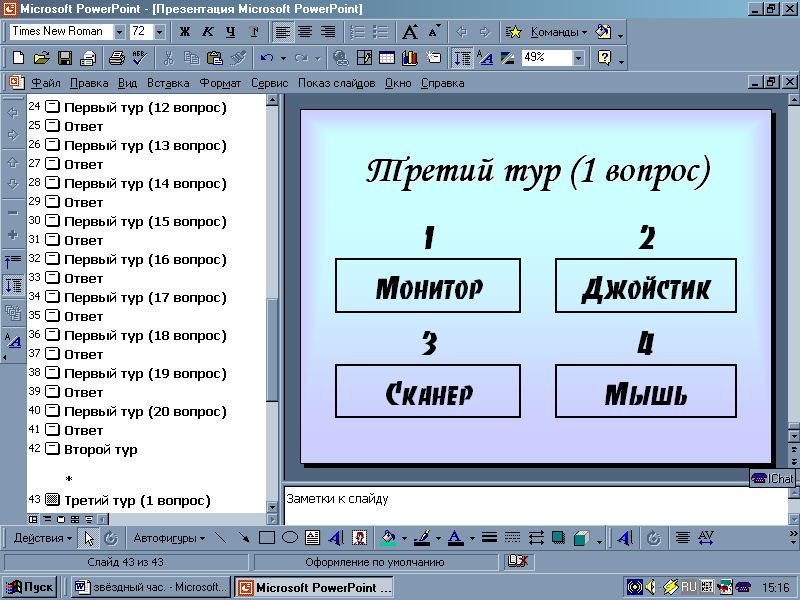 Microsoft PowerPoint - [Презентация Microsoft PowerPoint]
Times New Roman 72 Ж К Ч Команды
49%
Файл Правка Вид Вставка Формат Сервис Показ слайдов Окно Справка
24 Первый тур (12 вопрос)
25 Ответ
26 Первый тур (13 вопрос)
27 Ответ
28 Первый тур (14 вопрос)
29 Ответ
30 Первый тур (15 вопрос)
31 Ответ
32 Первый тур (16 вопрос)
33 Ответ
34 Первый тур (17 вопрос)
35 Ответ
36 Первый тур (18 вопрос)
37 Ответ
38 Первый тур (19 вопрос)
39 Ответ
40 Первый тур (20 вопрос)
41 Ответ
42 Второй тур
*
43 Третий тур (1 вопрос)
Третий тур (1 вопрос)
1 2
Монитор Джойстик
3 4
Сканер Мышь
IChat
Заметки к слайду
Действия Автофигуры
Слайд 43 из 43 Оформление по умолчанию
Пуск звёздный час. - Microsoft... Microsoft PowerPoint ... RU 15:16